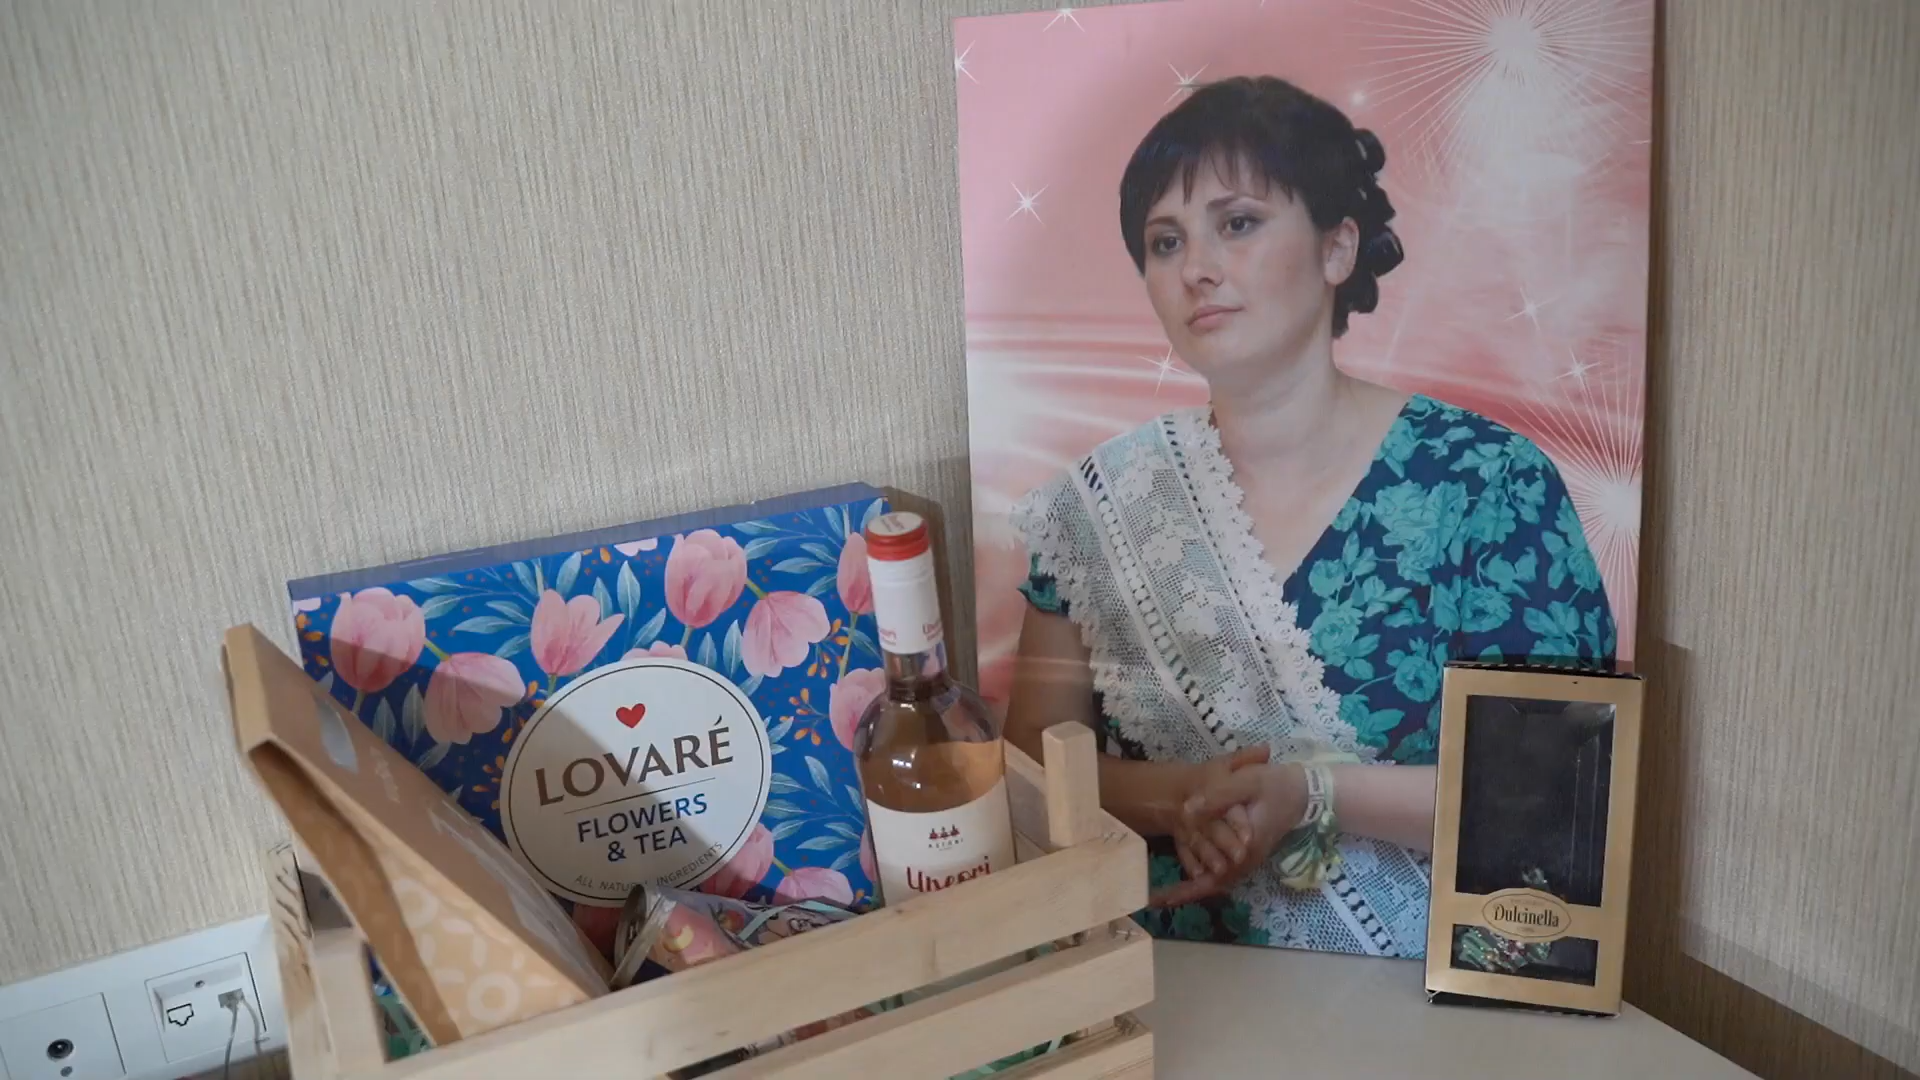 LOVARÉ
FLOWERS
& TEA
ALL NATURAL INGREDIENTS
Dulcinella